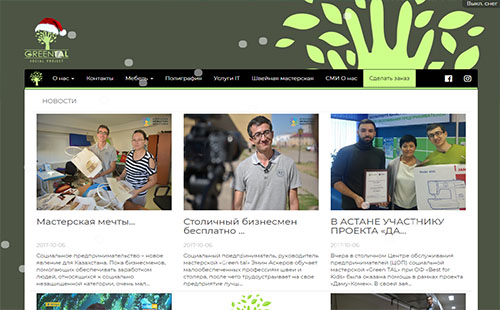 Выкл. снег
GREENTAL
SOCIAL PROJECT
О нас
Контакты
Мебель
Полиграфия
Услуги IT
Швейная мастерская
СМИ О нас
Сделать заказ
НОВОСТИ
Мастерская мечты...
2017-10-06
Социальное предпринимательство – новое
явление для Казахстана. Пока бизнесменов,
помогающих обеспечивать заработком
людей, относящихся к социально
незащищенной категории, очень мал...
Столичный бизнесмен
бесплатно ...
2017-10-06
Социальный предприниматель, руководитель
мастерской «Green tal» Эмин Аскеров обучает
малообеспеченных профессиям швеи и
столяра, после чего трудоустраивает на свое
предприятие лучш...
В АСТАНЕ УЧАСТНИКУ
ПРОЕКТА «ДА...
2017-10-06
В столичном Центре обслуживания
предпринимателей (ЦОП) социальной
мастерской «Green TAL» при ОФ «Best for
Kids» была оказана помощь в рамках проекта
«Даму-Комек». В своей зая...